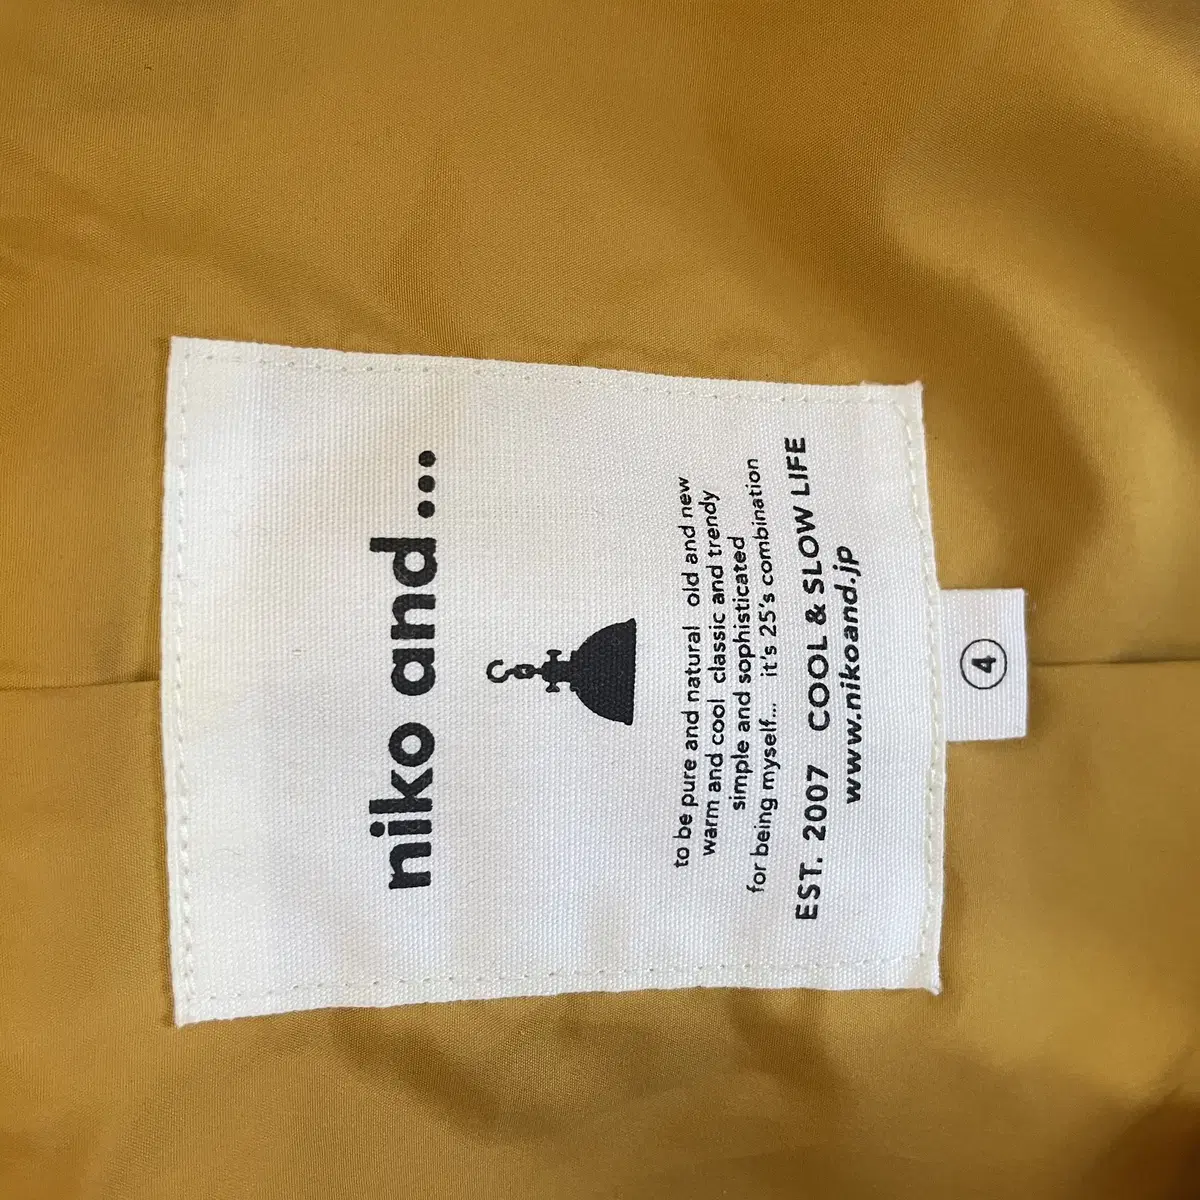 niko and...
to be pure and natural old and new
warm and cool classic and trendy
simple and sophisticated
for being myself... it's 25's combination
EST. 2007 COOL & SLOW LIFE
www.nikoand.jp
④